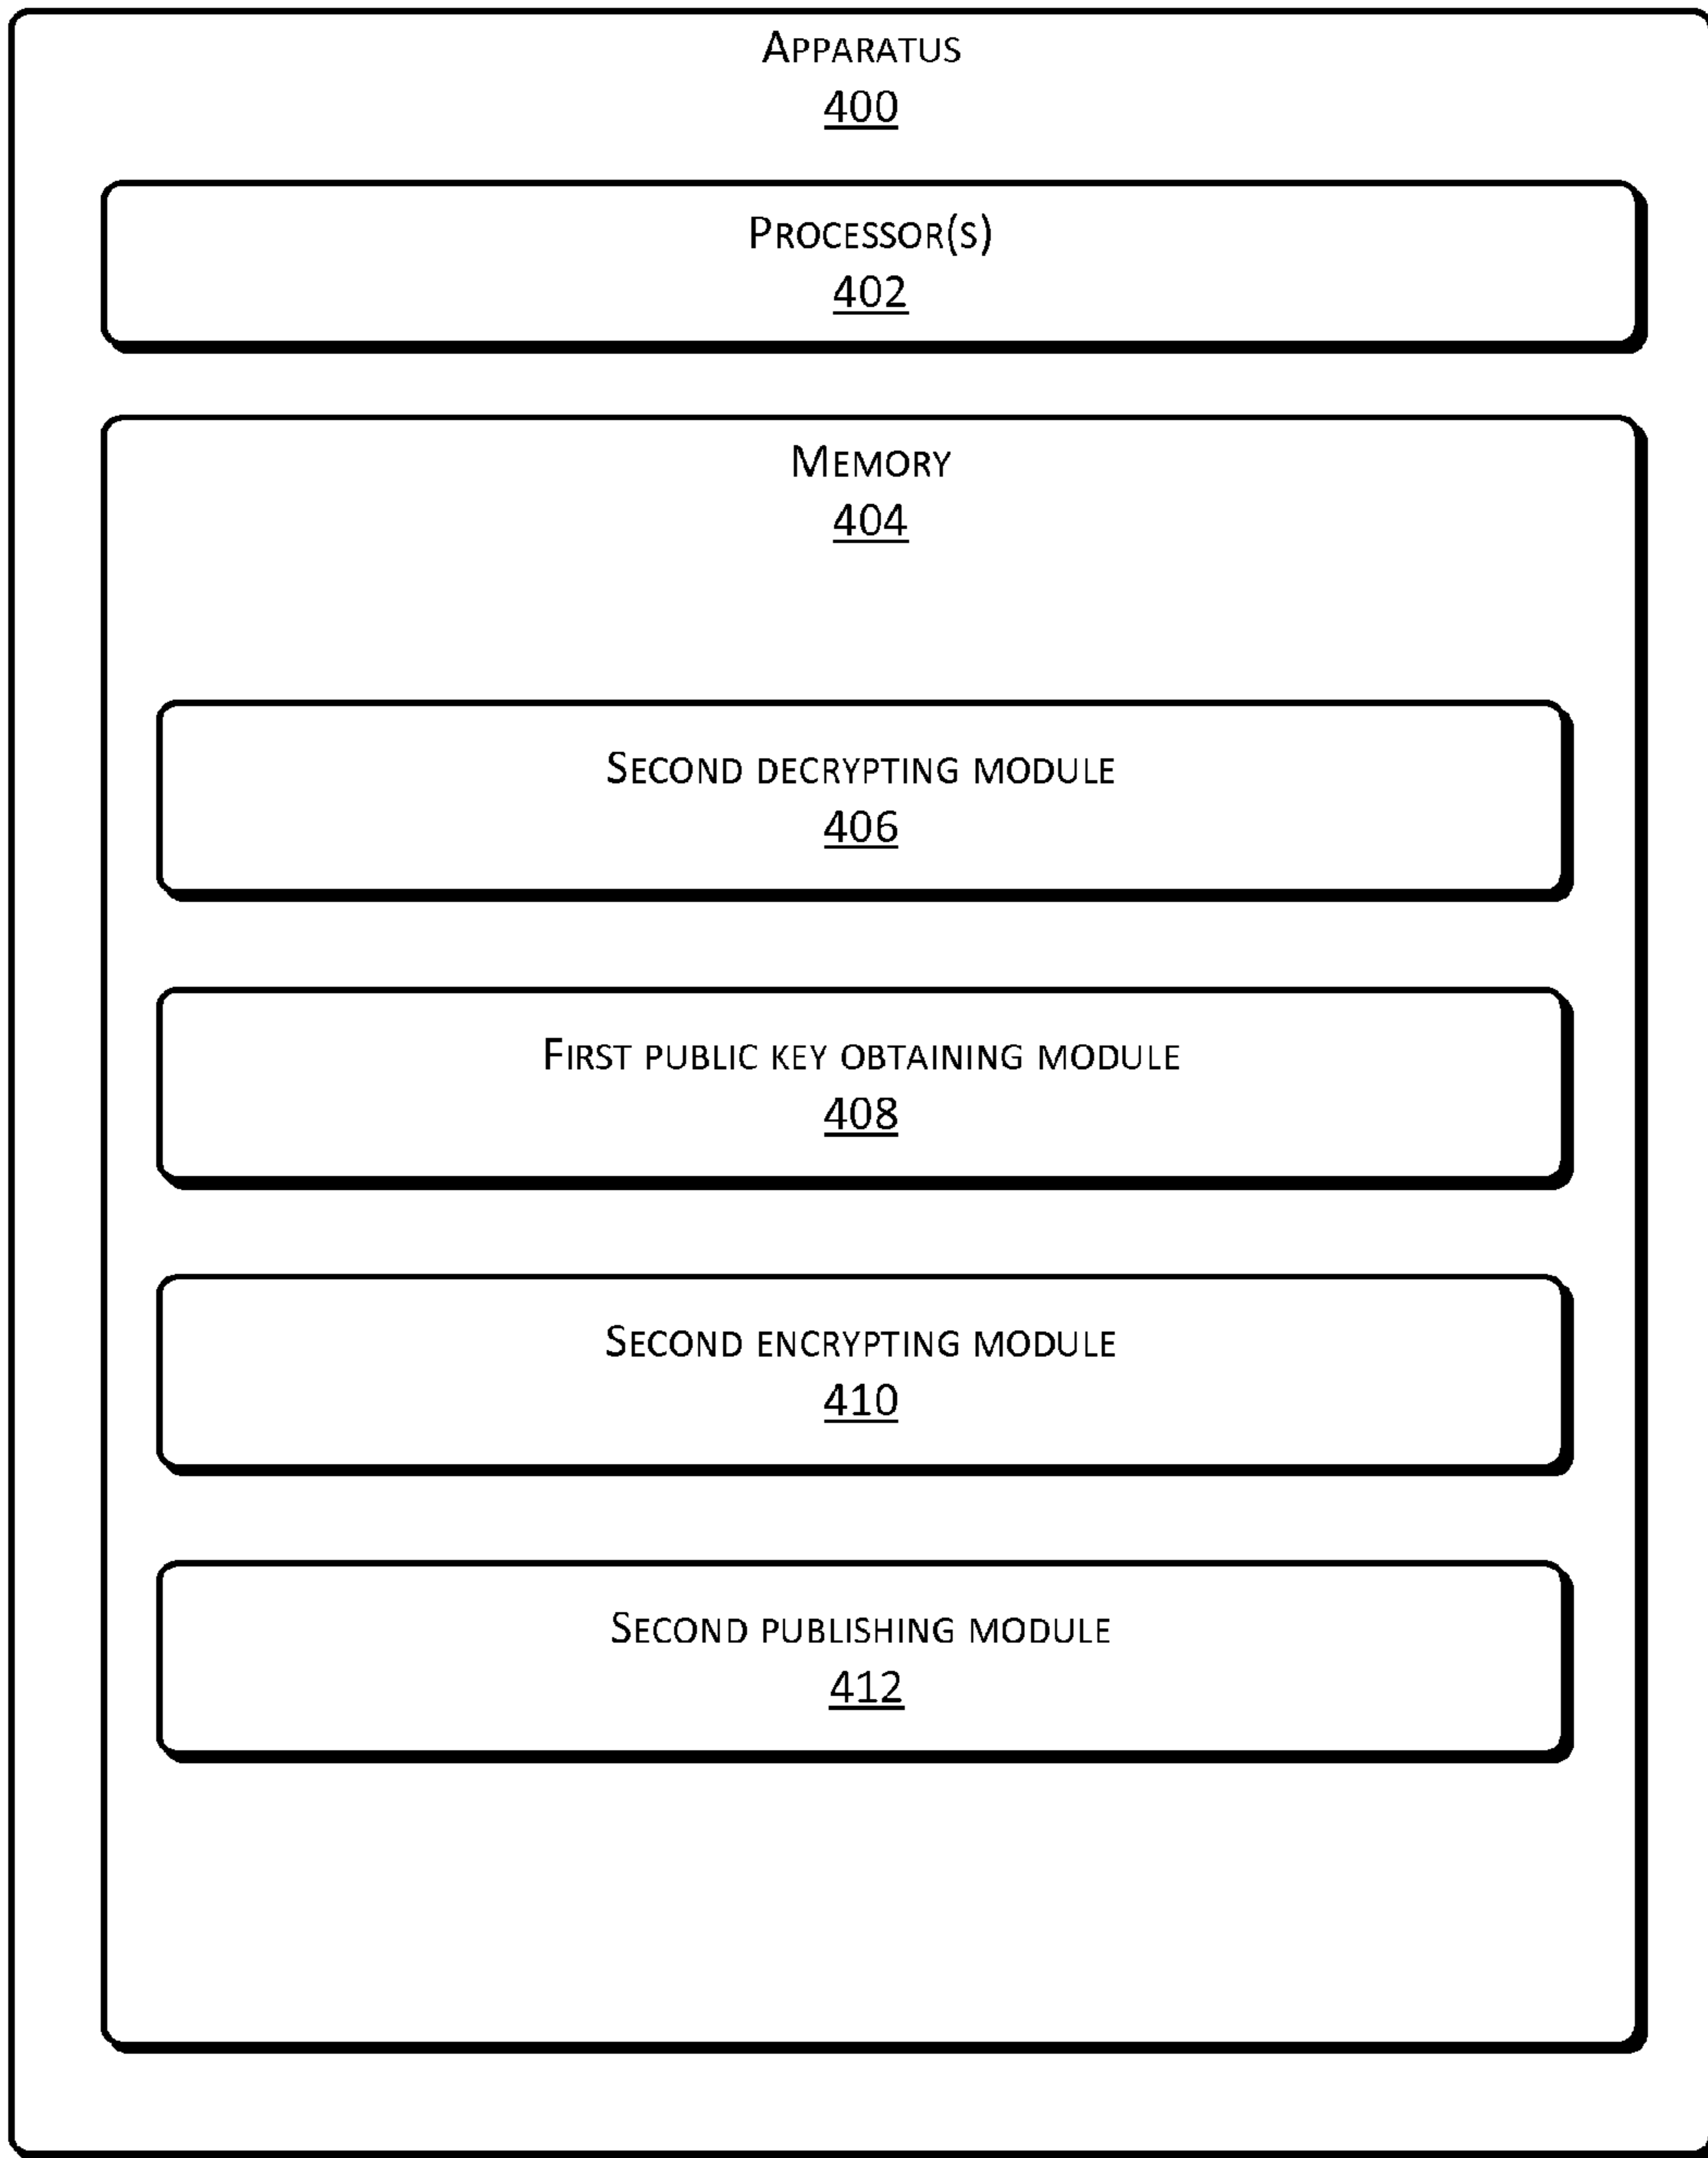 APPARATUS
400
PROCESSOR(S)
402
MEMORY
404
SECOND DECRYPTING MODULE
406
FIRST PUBLIC KEY OBTAINING MODULE
408
SECOND ENCRYPTING MODULE
410
SECOND PUBLISHING MODULE
412